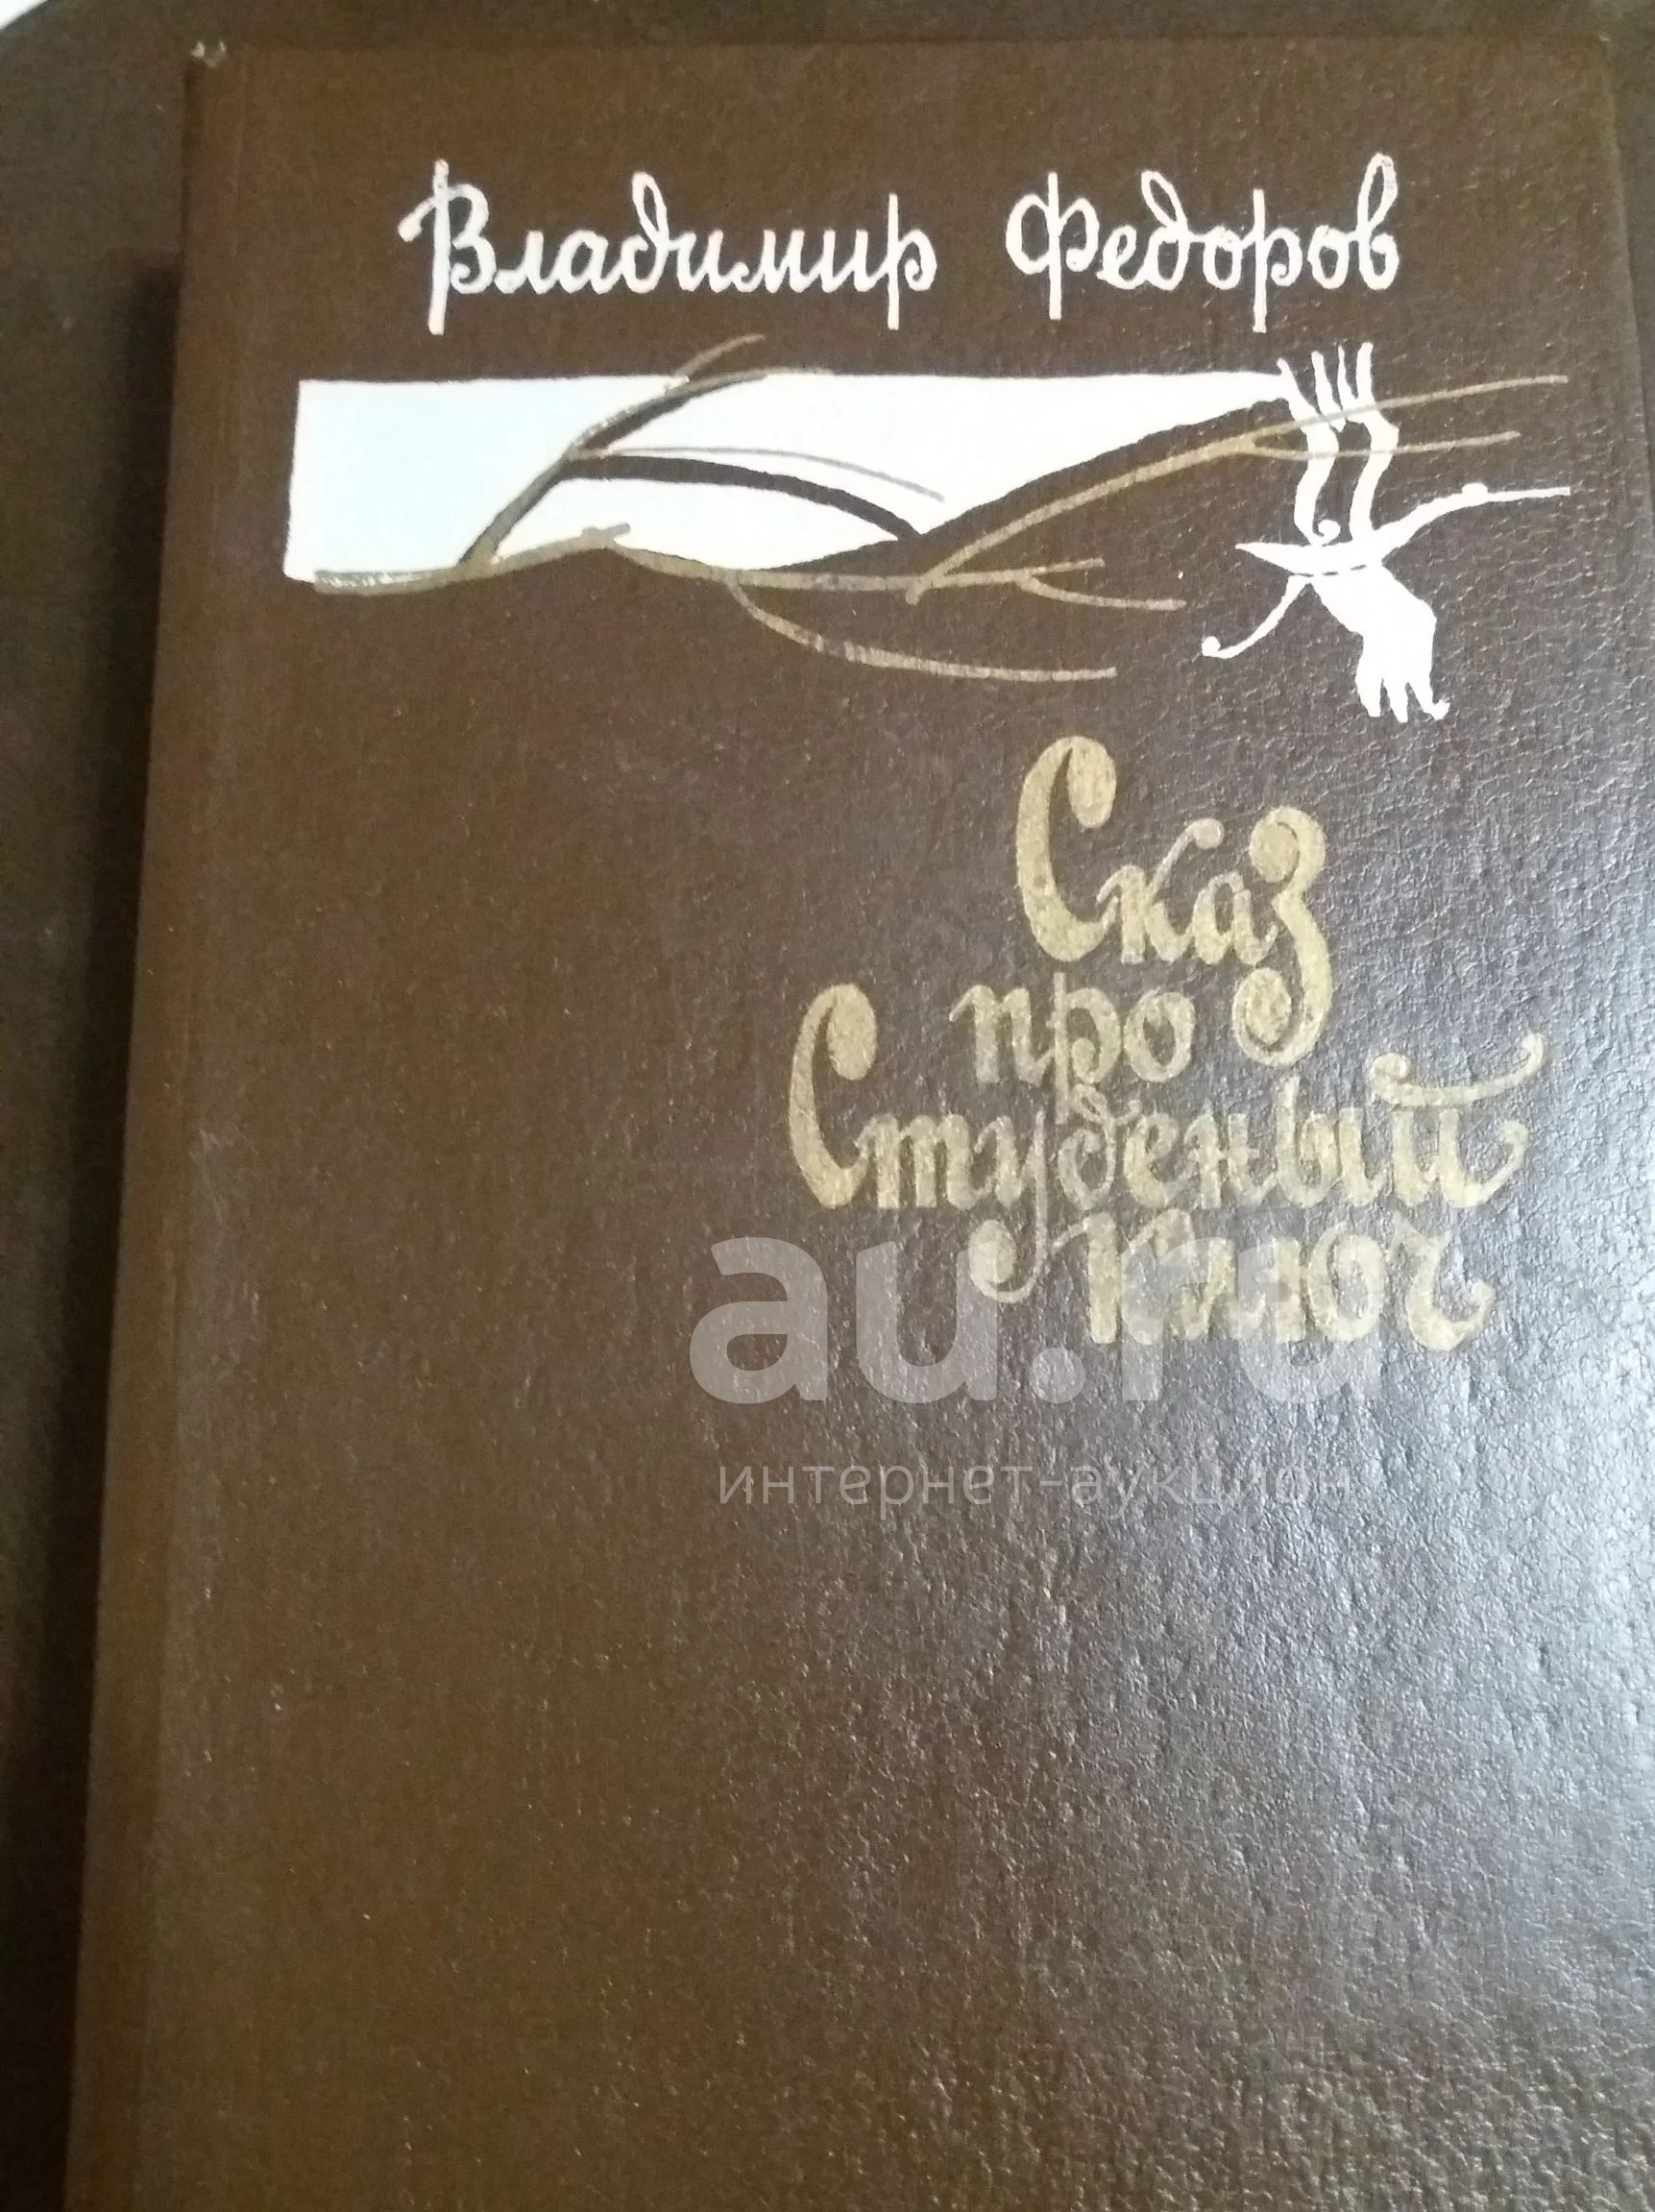 Владимир Федоров
Сказ
про
Студеный
Ключ
au.ru
интернет-аукцион